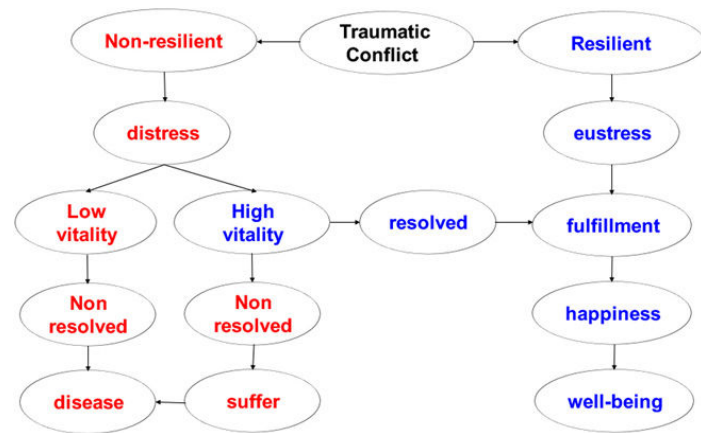 Non-resilient
Traumatic
Conflict
Resilient
distress
eustress
Low
vitality
High
vitality
resolved
fulfillment
Non
resolved
Non
resolved
happiness
disease
suffer
well-being